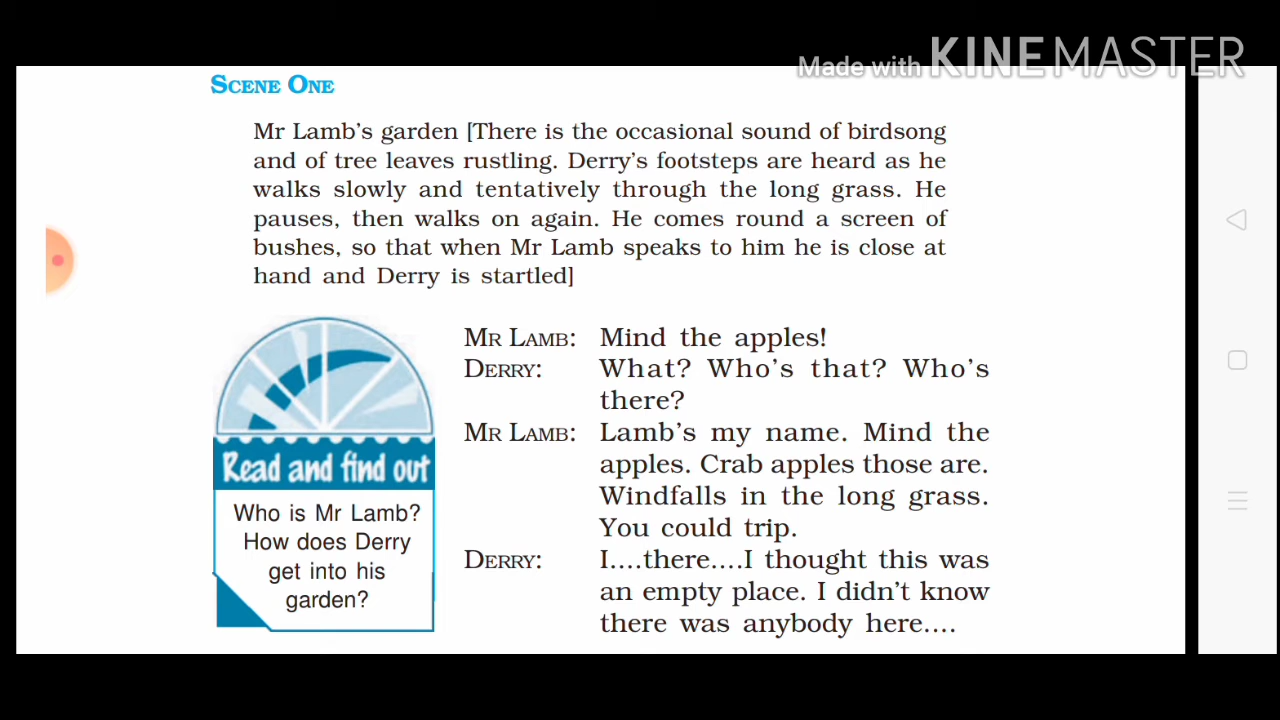 Made with KINEMASTER
SCENE ONE
Mr Lamb's garden [There is the occasional sound of birdsong
and of tree leaves rustling. Derry's footsteps are heard as he
walks slowly and tentatively through the long grass. He
pauses, then walks on again. He comes round a screen of
bushes, so that when Mr Lamb speaks to him he is close at
hand and Derry is startled]
MR LAMB: Mind the apples!
DERRY: What? Who's that? Who's
there?
MR LAMB: Lamb's my name. Mind the
apples. Crab apples those are.
Windfalls in the long grass.
You could trip.
DERRY: I....there....I thought this was
an empty place. I didn't know
there was anybody here....
Read and find out
Who is Mr Lamb?
How does Derry
get into his
garden?